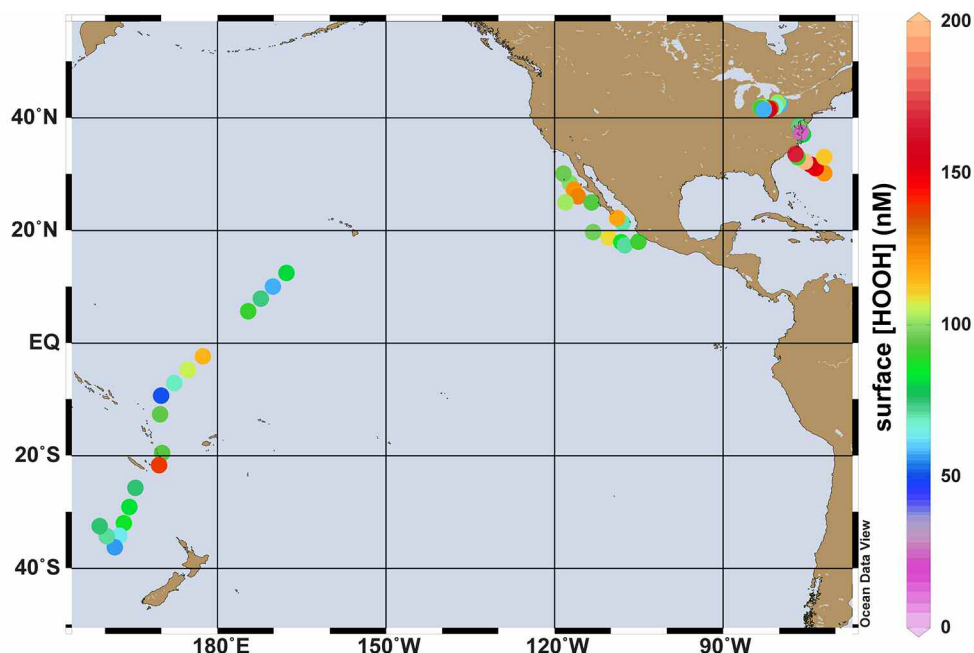 40˚N
20˚N
EQ
20˚S
40˚S
180˚E
150˚W
120˚W
90˚W
Ocean Data View
surface [HOOH] (nM)
200
150
100
50
0